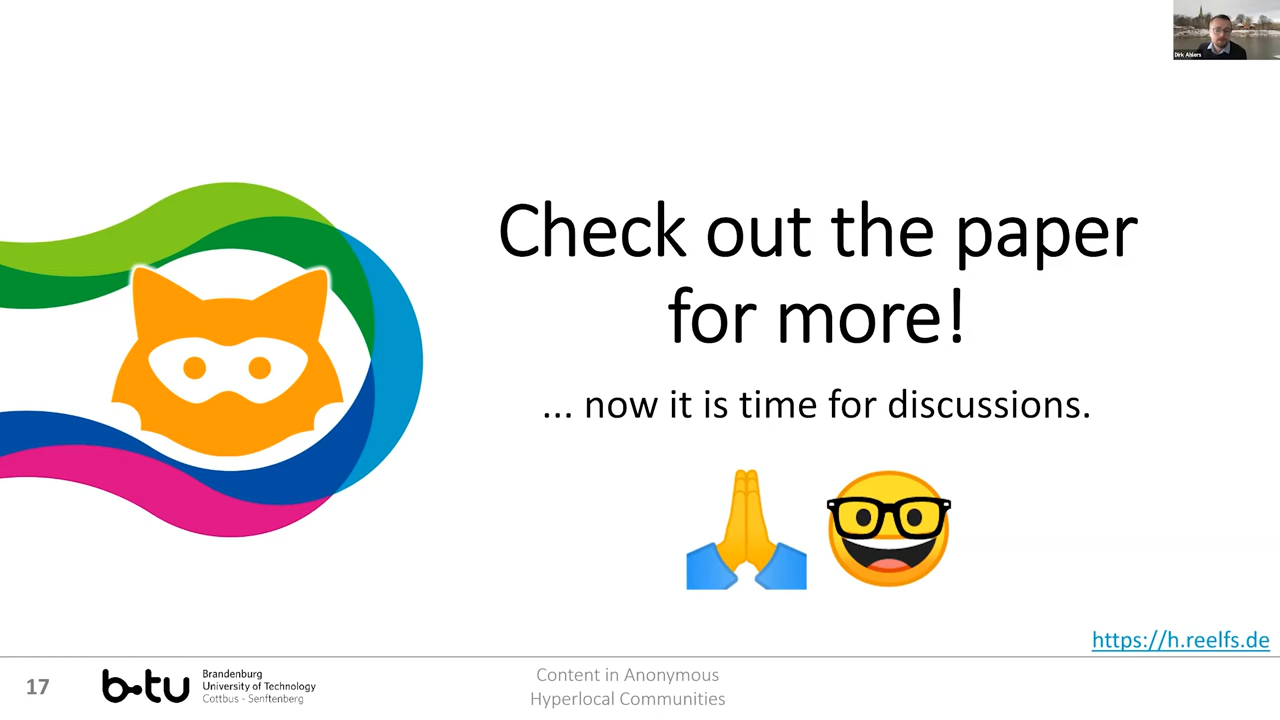 Dirk Ahlers
Check out the paper
for more!
... now it is time for discussions.
https://h.reelfs.de
17
b-tu
Brandenburg
University of Technology
Cottbus - Senftenberg
Content in Anonymous
Hyperlocal Communities